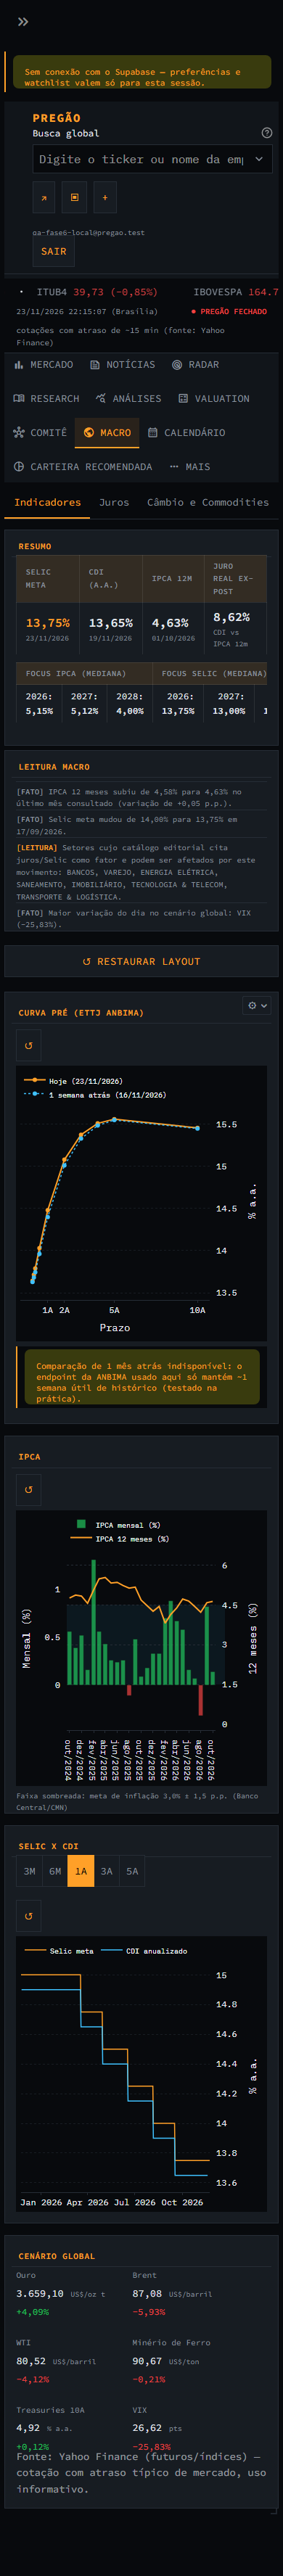 »
Sem conexão com o Supabase — preferências e
watchlist valem só para esta sessão.
PREGÃO
Busca global
Digite o ticker ou nome da emp
+
qa-fase6-local@pregao.test
SAIR
• ITUB4 39,73 (−0,85%) IBOVESPA 164.7
23/11/2026 22:15:07 (Brasília) ● PREGÃO FECHADO
cotações com atraso de ~15 min (fonte: Yahoo
Finance)
MERCADO NOTÍCIAS RADAR
RESEARCH ANÁLISES VALUATION
COMITÊ MACRO CALENDÁRIO
CARTEIRA RECOMENDADA ••• MAIS
Indicadores Juros Câmbio e Commodities
RESUMO
SELIC META CDI (A.A.) IPCA 12M JURO REAL EX-POST
13,75% 13,65% 4,63% 8,62%
23/11/2026 19/11/2026 01/10/2026 CDI vs IPCA 12m
FOCUS IPCA (MEDIANA) FOCUS SELIC (MEDIANA)
2026: 2027: 2028: 2026: 2027:
5,15% 5,12% 4,00% 13,75% 13,00%
LEITURA MACRO
[FATO] IPCA 12 meses subiu de 4,58% para 4,63% no
último mês consultado (variação de +0,05 p.p.).
[FATO] Selic meta mudou de 14,00% para 13,75% em
17/09/2026.
[LEITURA] Setores cujo catálogo editorial cita
juros/Selic como fator e podem ser afetados por este
movimento: BANCOS, VAREJO, ENERGIA ELÉTRICA,
SANEAMENTO, IMOBILIÁRIO, TECNOLOGIA & TELECOM,
TRANSPORTE & LOGÍSTICA.
[FATO] Maior variação do dia no cenário global: VIX
(−25,83%).
↺ RESTAURAR LAYOUT
CURVA PRÉ (ETTJ ANBIMA)
↺
Hoje (23/11/2026)
1 semana atrás (16/11/2026)
15.5
15
14.5
14
13.5
% a.a.
1A 2A 5A 10A
Prazo
Comparação de 1 mês atrás indisponível: o
endpoint da ANBIMA usado aqui só mantém ~1
semana útil de histórico (testado na
prática).
IPCA
↺
IPCA mensal (%)
IPCA 12 meses (%)
1
0.5
0
Mensal (%)
6
4.5
3
1.5
0
12 meses (%)
out/2024 dez/2024 fev/2025 abr/2025 jun/2025 ago/2025 out/2025 dez/2025 fev/2026 abr/2026 jun/2026 ago/2026 out/2026
Faixa sombreada: meta de inflação 3,0% ± 1,5 p.p. (Banco
Central/CMN)
SELIC X CDI
3M 6M 1A 3A 5A
↺
Selic meta CDI anualizado
15
14.8
14.6
14.4
14.2
14
13.8
13.6
% a.a.
Jan 2026 Apr 2026 Jul 2026 Oct 2026
CENÁRIO GLOBAL
Ouro Brent
3.659,10 US$/oz t 87,08 US$/barril
+4,09% −5,93%
WTI Minério de Ferro
80,52 US$/barril 90,67 US$/ton
−4,12% −0,21%
Treasuries 10A VIX
4,92 % a.a. 26,62 pts
+0,12% −25,83%
Fonte: Yahoo Finance (futuros/índices) —
cotação com atraso típico de mercado, uso
informativo.